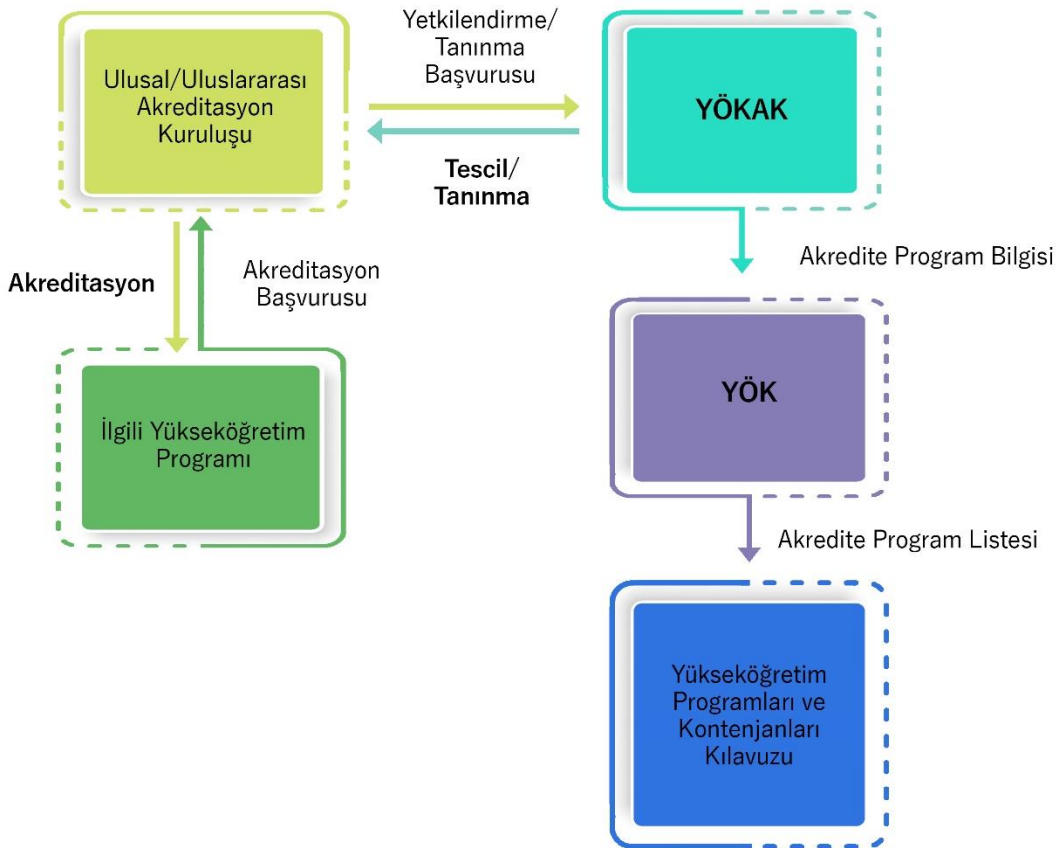 Yetkilendirme/
Tanınma
Başvurusu
Ulusal/Uluslararası
Akreditasyon
Kuruluşu
YÖKAK
Tescil/
Tanınma
Akredite Program Bilgisi
Akreditasyon
Akreditasyon
Başvurusu
YÖK
İlgili Yükseköğretim
Programı
Akredite Program Listesi
Yükseköğretim
Programları ve
Kontenjanları
Kılavuzu